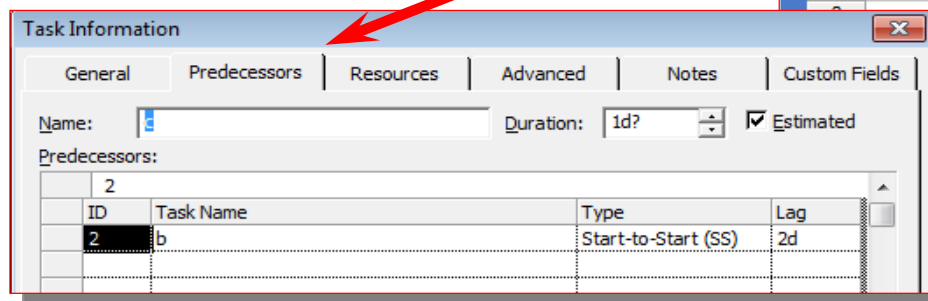 Task Information
General Predecessors Resources Advanced Notes Custom Fields
Name: c Duration: 1d? Estimated
Predecessors:
2
ID Task Name Type Lag
2 b Start-to-Start (SS) 2d